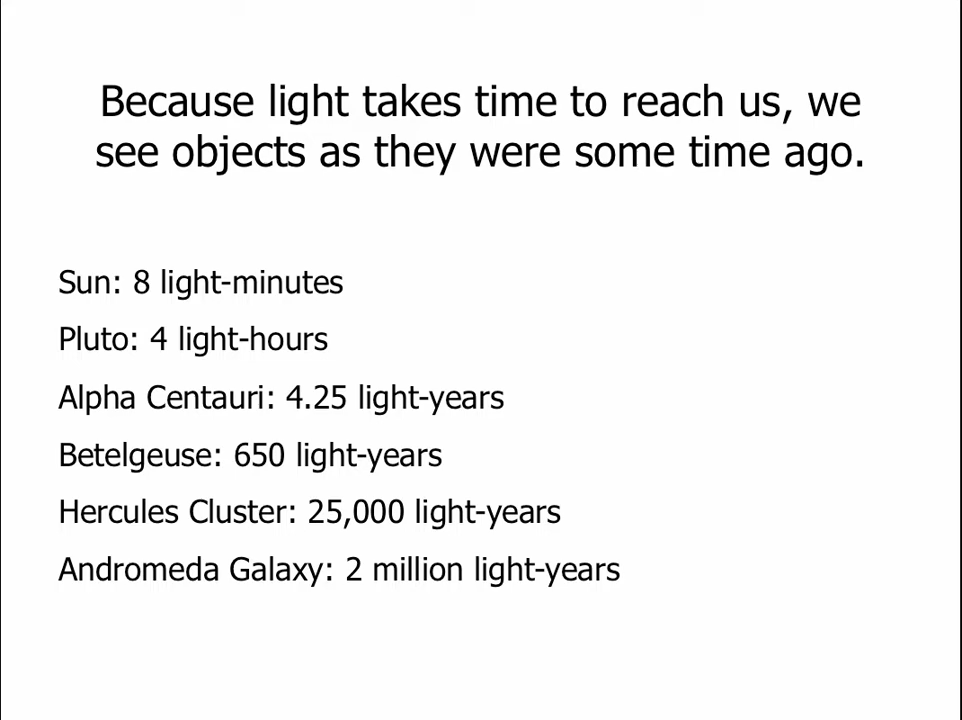 Because light takes time to reach us, we
see objects as they were some time ago.
Sun: 8 light-minutes
Pluto: 4 light-hours
Alpha Centauri: 4.25 light-years
Betelgeuse: 650 light-years
Hercules Cluster: 25,000 light-years
Andromeda Galaxy: 2 million light-years